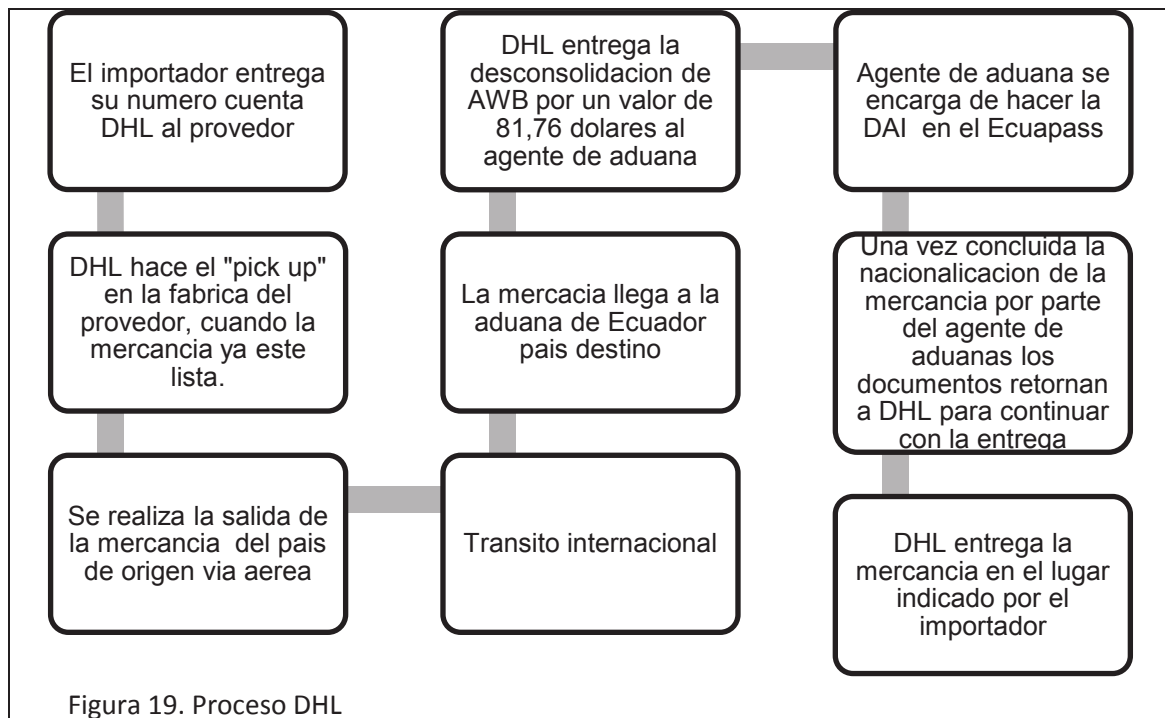 El importador entrega
su numero cuenta
DHL al provedor
DHL hace el "pick up"
en la fabrica del
provedor, cuando la
mercancia ya este
lista.
Se realiza la salida de
la mercancia del pais
de origen via aerea
Transito internacional
La mercacia llega a la
aduana de Ecuador
pais destino
DHL entrega la
desconsolidacion de
AWB por un valor de
81,76 dolares al
agente de aduana
Agente de aduana se
encarga de hacer la
DAI en el Ecuapass
Una vez concluida la
nacionalicacion de la
mercancia por parte
del agente de
aduanas los
documentos retornan
a DHL para continuar
con la entrega
DHL entrega la
mercancia en el lugar
indicado por el
importador
Figura 19. Proceso DHL